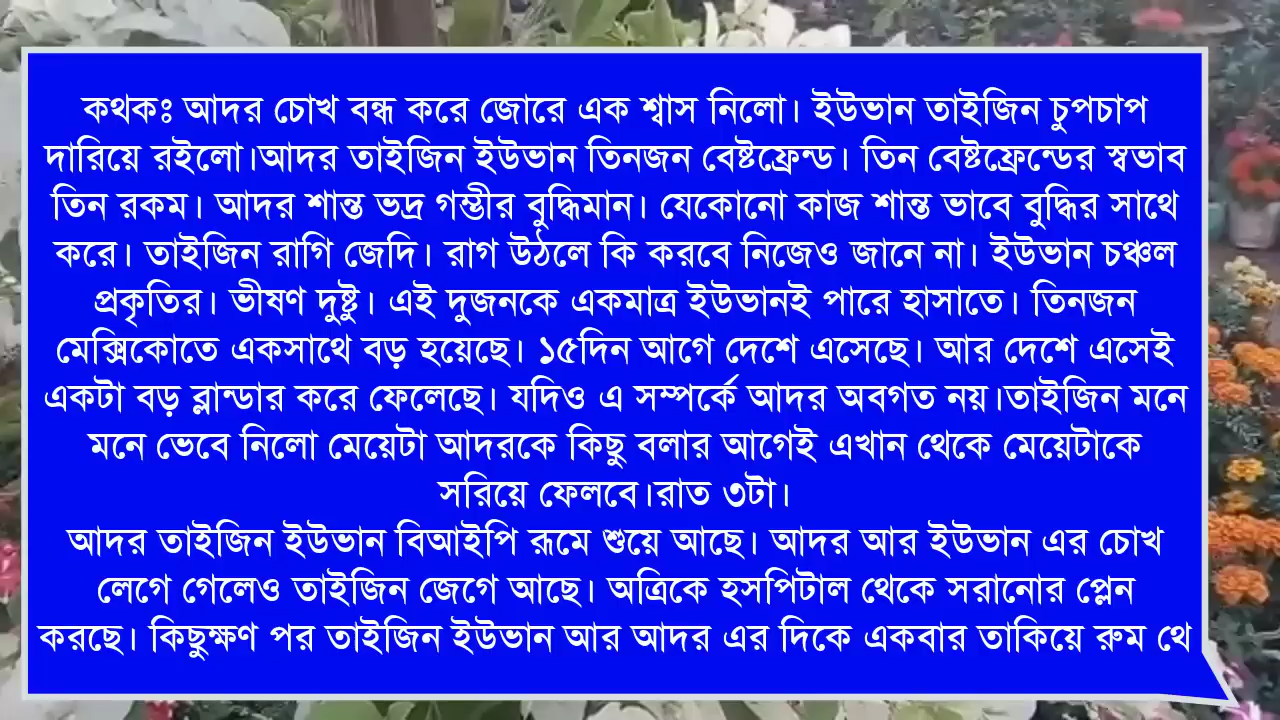 কথকঃ আদর চোখ বন্ধ করে জোরে এক শ্বাস নিলো। ইউভান তাইজিন চুপচাপ
দারিয়ে রইলো।আদর তাইজিন ইউভান তিনজন বেষ্টফ্রেন্ড। তিন বেষ্টফ্রেন্ডের স্বভাব
তিন রকম। আদর শান্ত ভদ্র গম্ভীর বুদ্ধিমান। যেকোনো কাজ শান্ত ভাবে বুদ্ধির সাথে
করে। তাইজিন রাগি জেদি। রাগ উঠলে কি করবে নিজেও জানে না। ইউভান চঞ্চল
প্রকৃতির। ভীষণ দুষ্টু। এই দুজনকে একমাত্র ইউভানই পারে হাসাতে। তিনজন
মেক্সিকোতে একসাথে বড় হয়েছে। ১৫দিন আগে দেশে এসেছে। আর দেশে এসেই
একটা বড় ব্লান্ডার করে ফেলেছে। যদিও এ সম্পর্কে আদর অবগত নয়।তাইজিন মনে
মনে ভেবে নিলো মেয়েটা আদরকে কিছু বলার আগেই এখান থেকে মেয়েটাকে
সরিয়ে ফেলবে।রাত ৩টা।
আদর তাইজিন ইউভান বিআইপি রূমে শুয়ে আছে। আদর আর ইউভান এর চোখ
লেগে গেলেও তাইজিন জেগে আছে। অত্রিকে হসপিটাল থেকে সরানোর প্লেন
করছে। কিছুক্ষণ পর তাইজিন ইউভান আর আদর এর দিকে একবার তাকিয়ে রুম থে